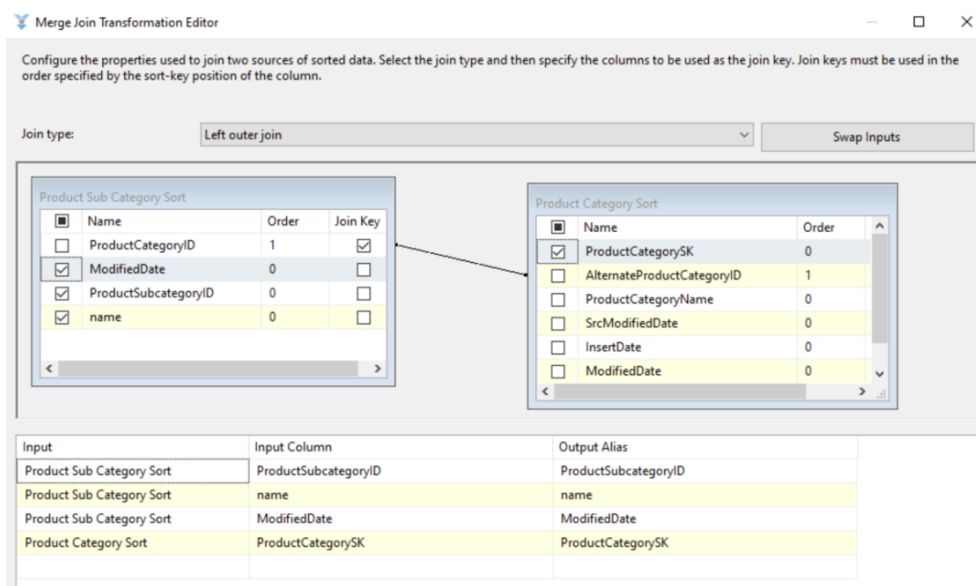 Merge Join Transformation Editor
Configure the properties used to join two sources of sorted data. Select the join type and then specify the columns to be used as the join key. Join keys must be used in the
order specified by the sort-key position of the column.
Join type: Left outer join Swap Inputs
Product Sub Category Sort
Name Order Join Key
ProductCategoryID 1
ModifiedDate 0
ProductSubcategoryID 0
name 0
Product Category Sort
Name Order
ProductCategorySK 0
AlternateProductCategoryID 1
ProductCategoryName 0
SrcModifiedDate 0
InsertDate 0
ModifiedDate 0
Input Input Column Output Alias
Product Sub Category Sort ProductSubcategoryID ProductSubcategoryID
Product Sub Category Sort name name
Product Sub Category Sort ModifiedDate ModifiedDate
Product Category Sort ProductCategorySK ProductCategorySK